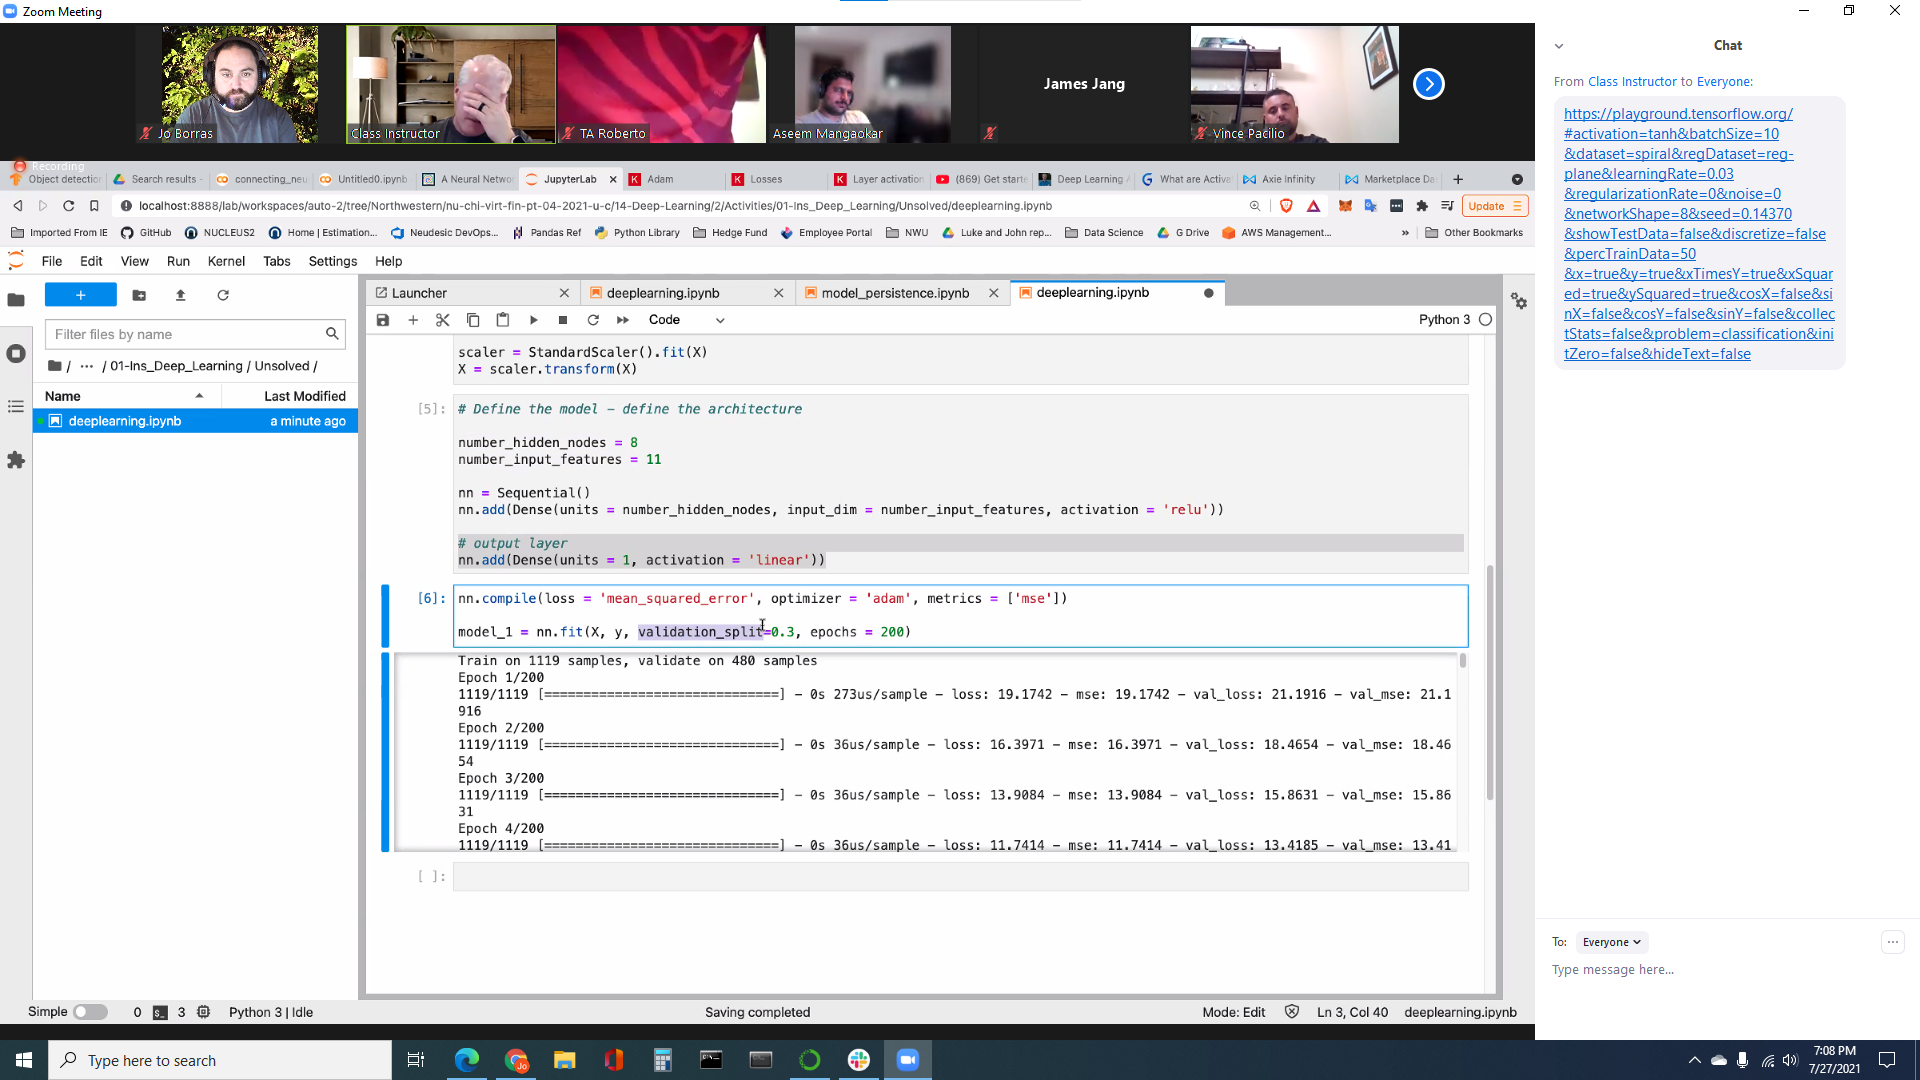 Zoom Meeting
Jo Borras
Class Instructor
TA Roberto
Aseem Mangaokar
James Jang
Vince Pacilio
Recording
Object detection
Search results -
connecting_neu
Untitled0.ipynb
A Neural Netwo
JupyterLab
Adam
Losses
Layer activation
(869) Get starte
Deep Learning
What are Activa
Axie Infinity
Marketplace Da
localhost:8888/lab/workspaces/auto-2/tree/Northwestern/nu-chi-virt-fin-pt-04-2021-u-c/14-Deep-Learning/2/Activities/01-Ins_Deep_Learning/Unsolved/deeplearning.ipynb
Update
Imported From IE
GitHub
NUCLEUS2
Home | Estimation...
Neudesic DevOps...
Pandas Ref
Python Library
Hedge Fund
Employee Portal
NWU
Luke and John rep...
Data Science
G Drive
AWS Management...
»
Other Bookmarks
File Edit View Run Kernel Tabs Settings Help
Filter files by name
/ ··· / 01-Ins_Deep_Learning / Unsolved /
Name Last Modified
deeplearning.ipynb a minute ago
Launcher
deeplearning.ipynb
model_persistence.ipynb
deeplearning.ipynb
Code
Python 3
scaler = StandardScaler().fit(X)
X = scaler.transform(X)
[5]: # Define the model – define the architecture
number_hidden_nodes = 8
number_input_features = 11
nn = Sequential()
nn.add(Dense(units = number_hidden_nodes, input_dim = number_input_features, activation = 'relu'))
# output layer
nn.add(Dense(units = 1, activation = 'linear'))
[6]: nn.compile(loss = 'mean_squared_error', optimizer = 'adam', metrics = ['mse'])
model_1 = nn.fit(X, y, validation_split=0.3, epochs = 200)
Train on 1119 samples, validate on 480 samples
Epoch 1/200
1119/1119 [==============================] - 0s 273us/sample - loss: 19.1742 - mse: 19.1742 - val_loss: 21.1916 - val_mse: 21.1
916
Epoch 2/200
1119/1119 [==============================] - 0s 36us/sample - loss: 16.3971 - mse: 16.3971 - val_loss: 18.4654 - val_mse: 18.46
54
Epoch 3/200
1119/1119 [==============================] - 0s 36us/sample - loss: 13.9084 - mse: 13.9084 - val_loss: 15.8631 - val_mse: 15.86
31
Epoch 4/200
1119/1119 [==============================] - 0s 36us/sample - loss: 11.7414 - mse: 11.7414 - val_loss: 13.4185 - val_mse: 13.41
[ ]:
Simple 0 3 Python 3 | Idle
Saving completed
Mode: Edit
Ln 3, Col 40 deeplearning.ipynb
Chat
From Class Instructor to Everyone:
https://playground.tensorflow.org/
#activation=tanh&batchSize=10
&dataset=spiral&regDataset=reg-
plane&learningRate=0.03
&regularizationRate=0&noise=0
&networkShape=8&seed=0.14370
&showTestData=false&discretize=false
&percTrainData=50
&x=true&y=true&xTimesY=true&xSquar
ed=true&ySquared=true&cosX=false&si
nX=false&cosY=false&sinY=false&collec
tStats=false&problem=classification&ini
tZero=false&hideText=false
To: Everyone
Type message here...
Type here to search
7:08 PM
7/27/2021